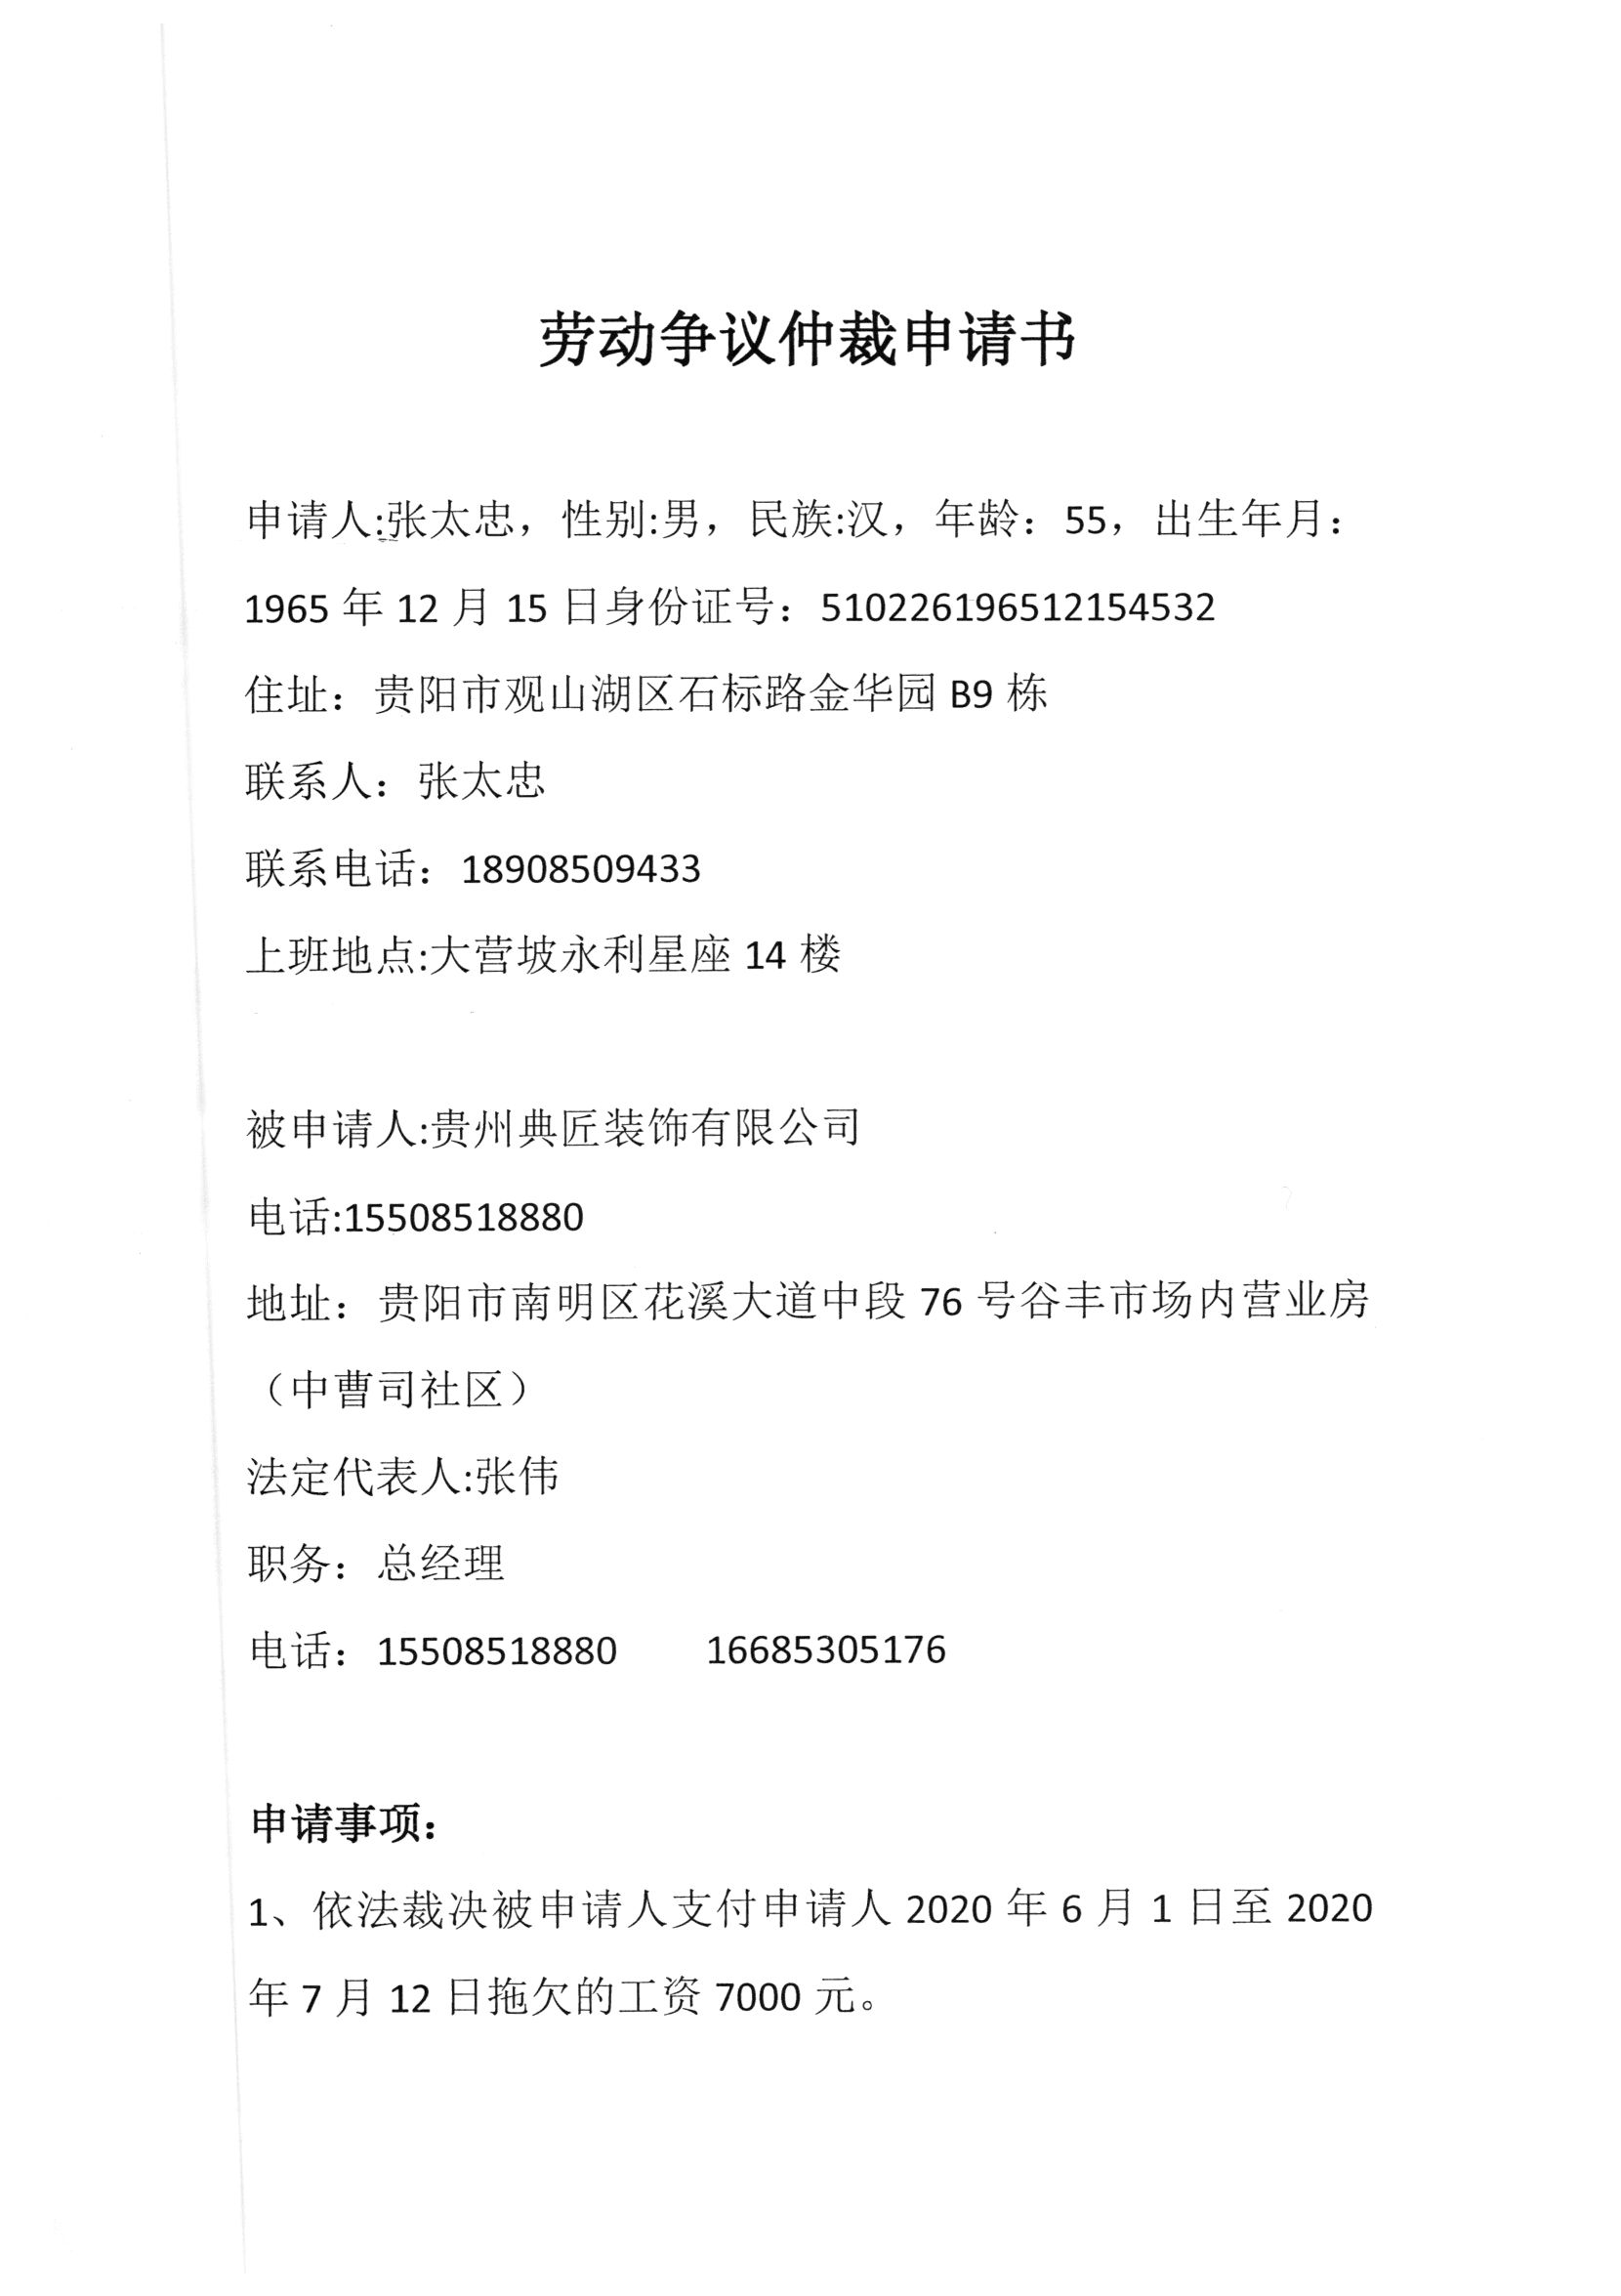 劳动争议仲裁申请书
申请人:张太忠，性别:男，民族:汉，年龄：55，出生年月：
1965 年 12 月 15 日身份证号：510226196512154532
住址：贵阳市观山湖区石标路金华园 B9 栋
联系人：张太忠
联系电话：18908509433
上班地点:大营坡永利星座 14 楼
被申请人:贵州典匠装饰有限公司
电话:15508518880
地址：贵阳市南明区花溪大道中段 76 号谷丰市场内营业房
（中曹司社区）
法定代表人:张伟
职务：总经理
电话：15508518880 16685305176
申请事项：
1、依法裁决被申请人支付申请人 2020 年 6 月 1 日至 2020
年 7 月 12 日拖欠的工资 7000 元。